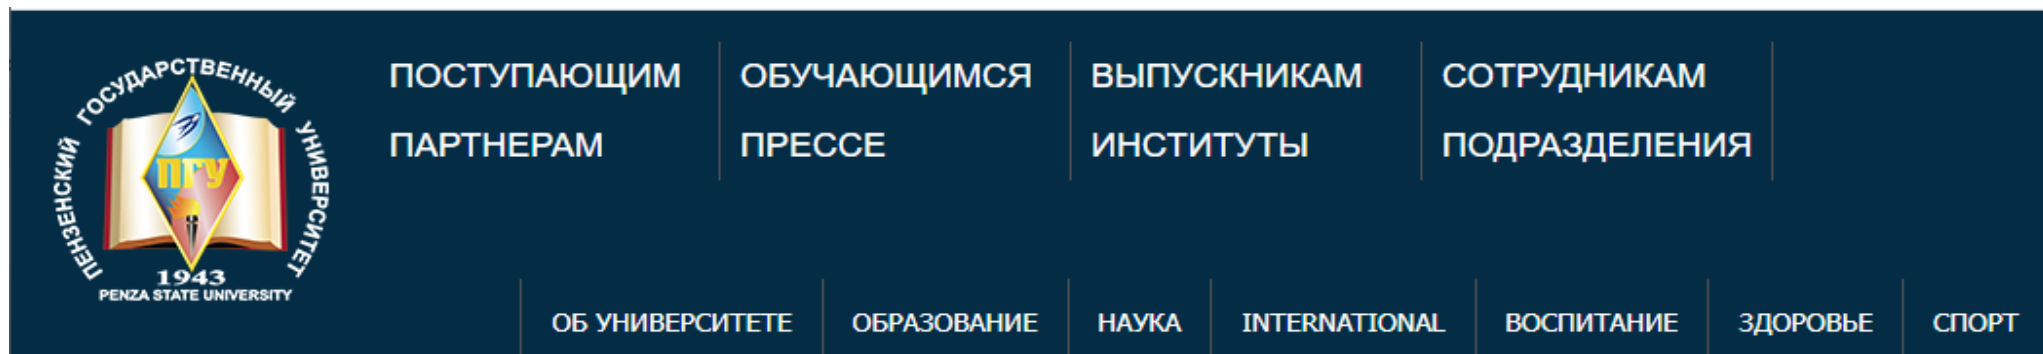 ПЕНЗЕНСКИЙ ГОСУДАРСТВЕННЫЙ УНИВЕРСИТЕТ
ПГУ
1943
PENZA STATE UNIVERSITY
ПОСТУПАЮЩИМ ОБУЧАЮЩИМСЯ ВЫПУСКНИКАМ СОТРУДНИКАМ
ПАРТНЕРАМ ПРЕССЕ ИНСТИТУТЫ ПОДРАЗДЕЛЕНИЯ
ОБ УНИВЕРСИТЕТЕ ОБРАЗОВАНИЕ НАУКА INTERNATIONAL ВОСПИТАНИЕ ЗДОРОВЬЕ СПОРТ